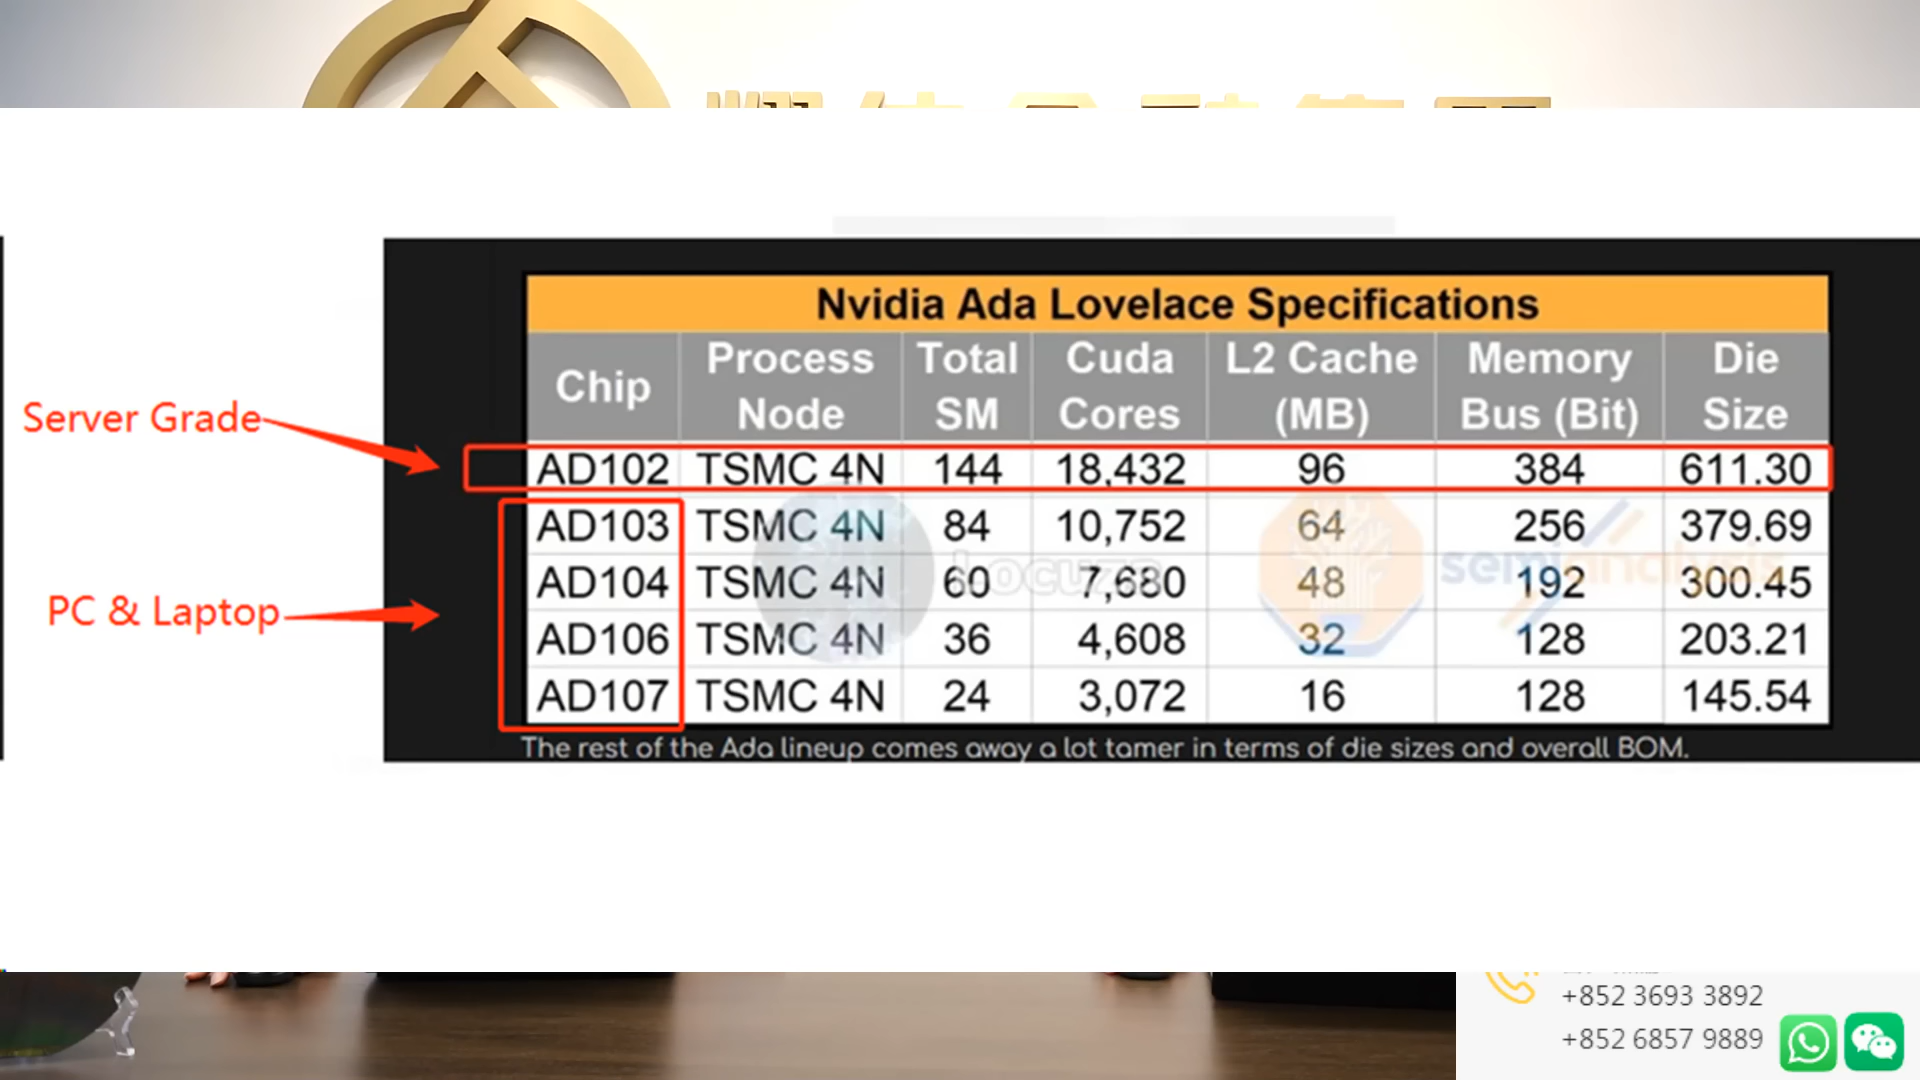 Nvidia Ada Lovelace Specifications
Chip Process Node Total SM Cuda Cores L2 Cache (MB) Memory Bus (Bit) Die Size
Server Grade
AD102 TSMC 4N 144 18,432 96 384 611.30
AD103 TSMC 4N 84 10,752 64 256 379.69
AD104 TSMC 4N 60 7,680 48 192 300.45
PC & Laptop
AD106 TSMC 4N 36 4,608 32 128 203.21
AD107 TSMC 4N 24 3,072 16 128 145.54
Locuza
semianalysis
The rest of the Ada lineup comes away a lot tamer in terms of die sizes and overall BOM.
+852 3693 3892
+852 6857 9889